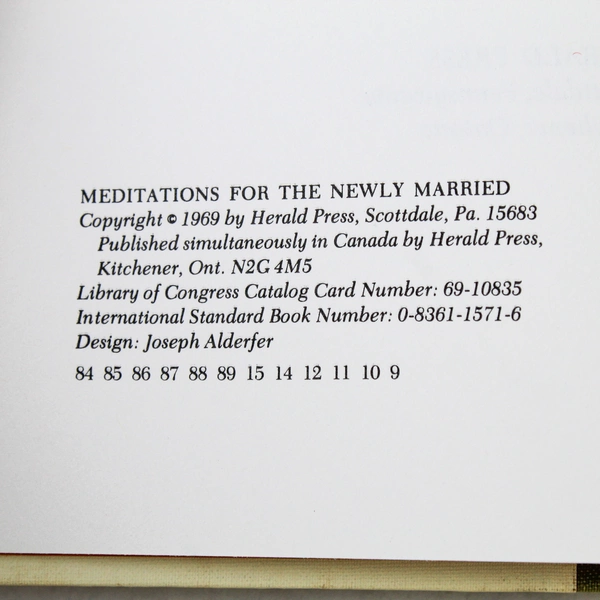 MEDITATIONS FOR THE NEWLY MARRIED
Copyright © 1969 by Herald Press, Scottdale, Pa. 15683
Published simultaneously in Canada by Herald Press,
Kitchener, Ont. N2G 4M5
Library of Congress Catalog Card Number: 69-10835
International Standard Book Number: 0-8361-1571-6
Design: Joseph Alderfer
84 85 86 87 88 89 15 14 12 11 10 9